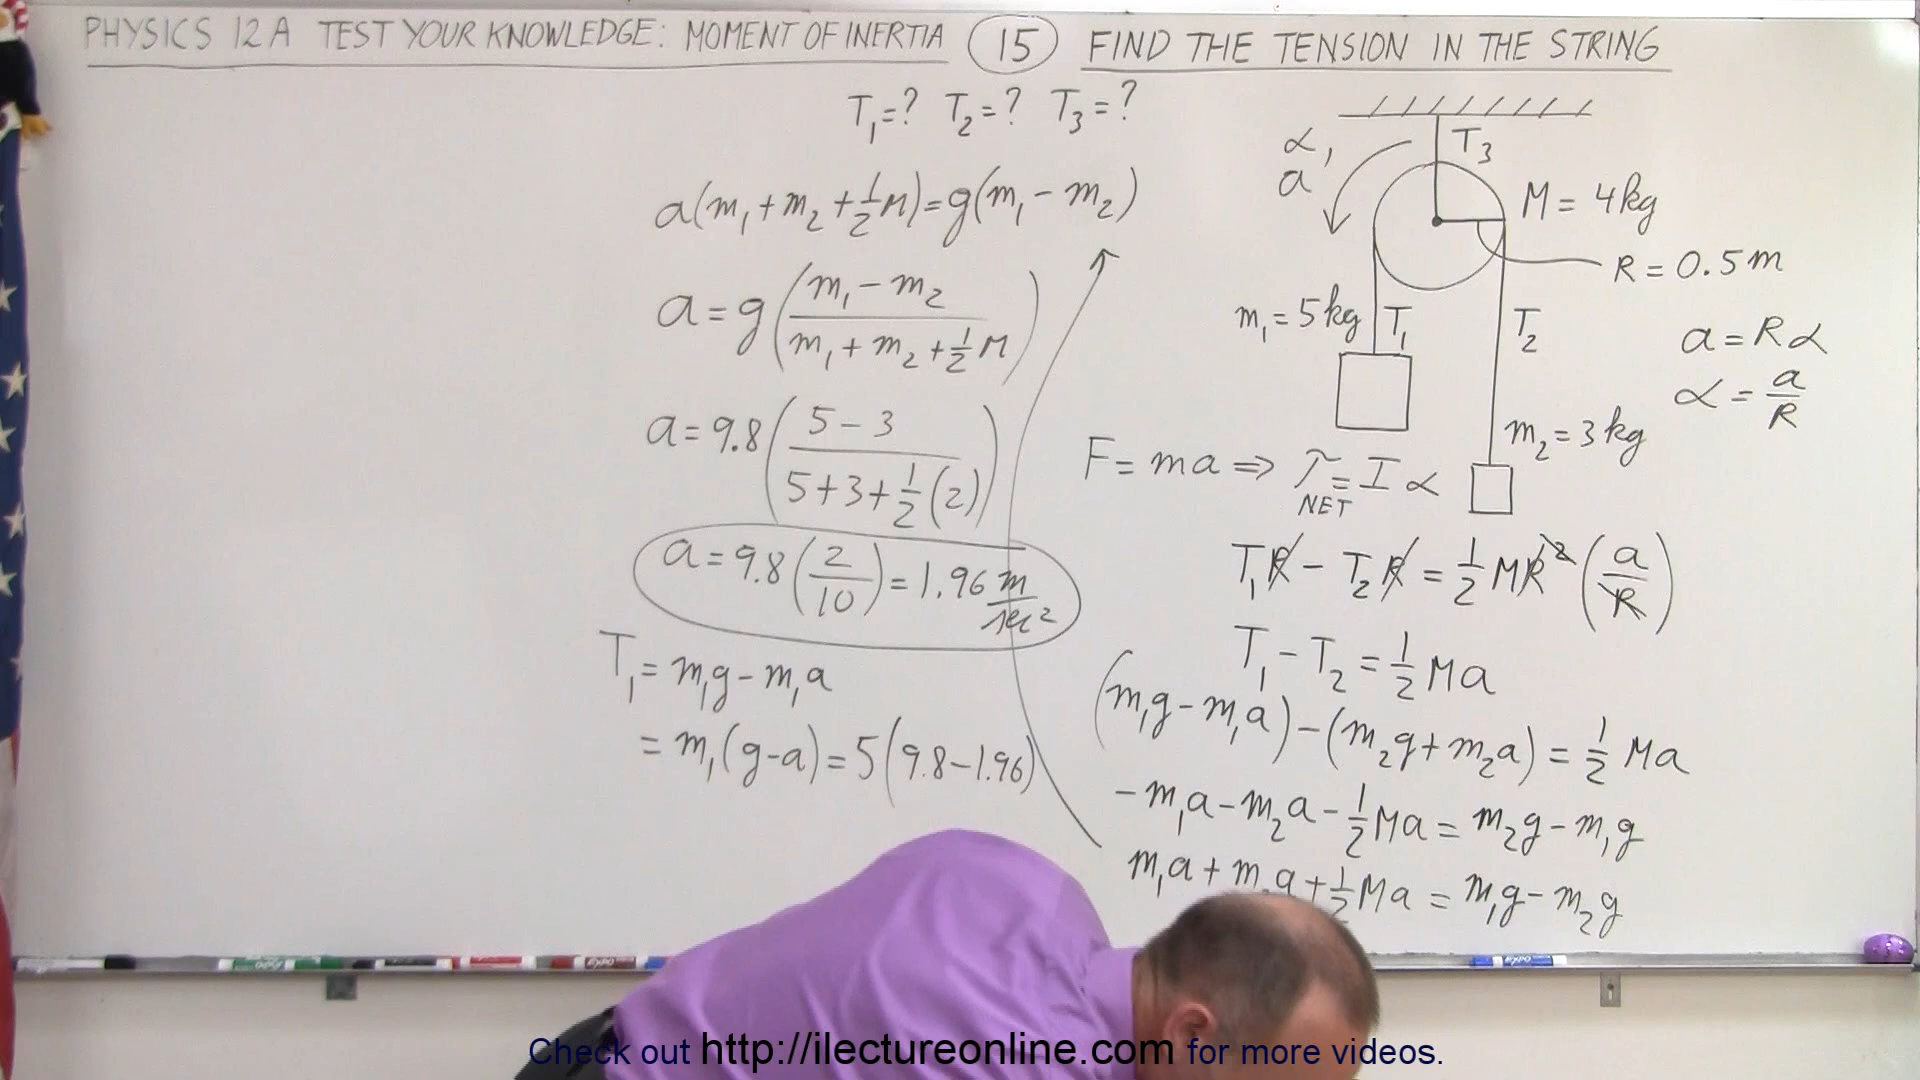 PHYSICS 12A TEST YOUR KNOWLEDGE: MOMENT OF INERTIA 15 FIND THE TENSION IN THE STRING
T₁=? T₂=? T₃=?
a(m₁+m₂+½M)=g(m₁-m₂)
a=g((m₁-m₂)/(m₁+m₂+½M))
a=9.8((5-3)/(5+3+½(2)))
a=9.8(2/10)=1.96 m/sec²
T₁=m₁g-m₁a
=m₁(g-a)=5(9.8-1.96)
α,
a
T₃
M=4kg
R=0.5m
m₁=5kg
T₁
T₂
m₂=3kg
a=Rα
α=a/R
F=ma⇒τ_NET=Iα
T₁R-T₂R=½MR²(a/R)
T₁-T₂=½Ma
(m₁g-m₁a)-(m₂g+m₂a)=½Ma
-m₁a-m₂a-½Ma=m₂g-m₁g
m₁a+m₂a+½Ma=m₁g-m₂g
EXPO
Check out http://ilectureonline.com for more videos.